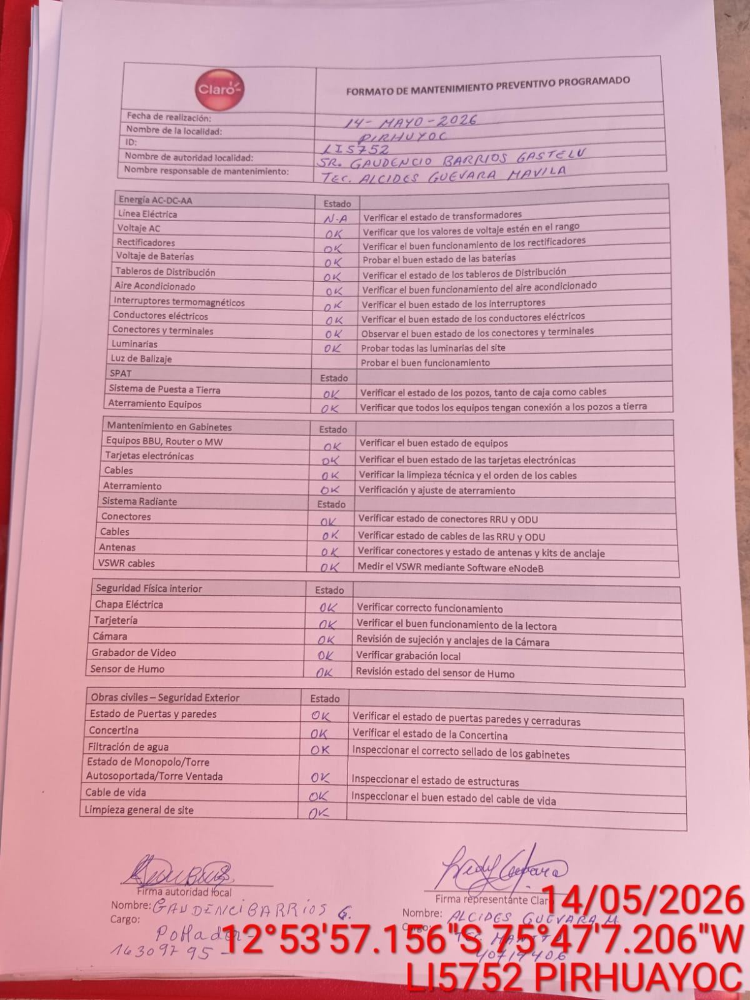 Claro
FORMATO DE MANTENIMIENTO PREVENTIVO PROGRAMADO
Fecha de realización: 14-MAYO-2026
Nombre de la localidad: PIRHUYOC
ID: LI5752
Nombre de autoridad localidad: SR. GAUDENCIO BARRIOS GASTELU
Nombre responsable de mantenimiento: TEC. ALCIDES GUEVARA MAVILA
Energía AC-DC-AA Estado
Línea Eléctrica N-A Verificar el estado de transformadores
Voltaje AC OK Verificar que los valores de voltaje estén en el rango
Rectificadores OK Verificar el buen funcionamiento de los rectificadores
Voltaje de Baterías OK Probar el buen estado de las baterías
Tableros de Distribución OK Verificar el estado de los tableros de Distribución
Aire Acondicionado OK Verificar el buen funcionamiento del aire acondicionado
Interruptores termomagnéticos OK Verificar el buen estado de los interruptores
Conductores eléctricos OK Verificar el buen estado de los conductores eléctricos
Conectores y terminales OK Observar el buen estado de los conectores y terminales
Luminarias OK Probar todas las luminarias del site
Luz de Balizaje Probar el buen funcionamiento
SPAT Estado
Sistema de Puesta a Tierra OK Verificar el estado de los pozos, tanto de caja como cables
Aterramiento Equipos OK Verificar que todos los equipos tengan conexión a los pozos a tierra
Mantenimiento en Gabinetes Estado
Equipos BBU, Router o MW OK Verificar el buen estado de equipos
Tarjetas electrónicas OK Verificar el buen estado de las tarjetas electrónicas
Cables OK Verificar la limpieza técnica y el orden de los cables
Aterramiento OK Verificación y ajuste de aterramiento
Sistema Radiante Estado
Conectores OK Verificar estado de conectores RRU y ODU
Cables OK Verificar estado de cables de las RRU y ODU
Antenas OK Verificar conectores y estado de antenas y kits de anclaje
VSWR cables OK Medir el VSWR mediante Software eNodeB
Seguridad Física interior Estado
Chapa Eléctrica OK Verificar correcto funcionamiento
Tarjetería OK Verificar el buen funcionamiento de la lectora
Cámara OK Revisión de sujeción y anclajes de la Cámara
Grabador de Video OK Verificar grabación local
Sensor de Humo OK Revisión estado del sensor de Humo
Obras civiles – Seguridad Exterior Estado
Estado de Puertas y paredes OK Verificar el estado de puertas paredes y cerraduras
Concertina OK Verificar el estado de la Concertina
Filtración de agua OK Inspeccionar el correcto sellado de los gabinetes
Estado de Monopolo/Torre
Autosoportada/Torre Ventada OK Inspeccionar el estado de estructuras
Cable de vida OK Inspeccionar el buen estado del cable de vida
Limpieza general de site OK
Firma autoridad local
Nombre: GAUDENCI BARRIOS G.
Cargo:
Poblador
16309795
Firma representante Clar
Nombre: ALCIDES GUEVARA M
TEC. MANTTO
40719406
14/05/2026
12°53'57.156"S 75°47'7.206"W
LI5752 PIRHUAYOC